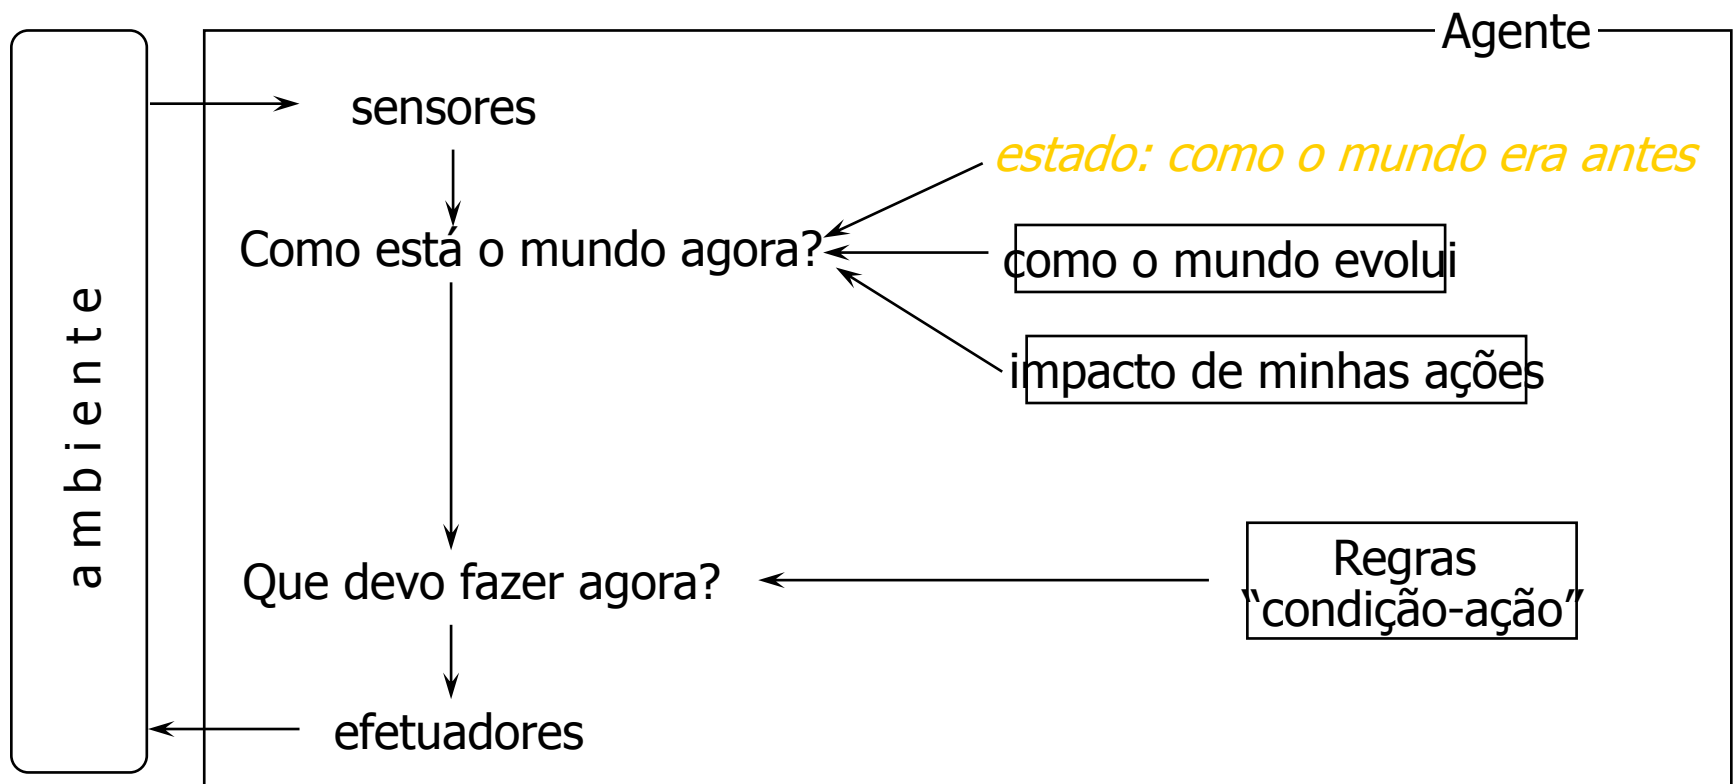 Agente
sensores
estado: como o mundo era antes
Como está o mundo agora?
como o mundo evolui
impacto de minhas ações
ambiente
Que devo fazer agora?
Regras
“condição-ação”
efetuadores